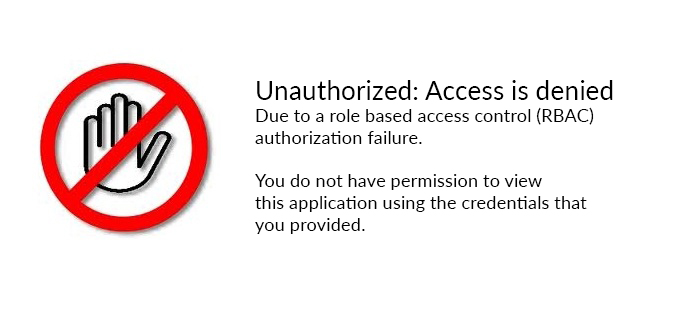 Unauthorized: Access is denied
Due to a role based access control (RBAC)
authorization failure.
You do not have permission to view
this application using the credentials that
you provided.